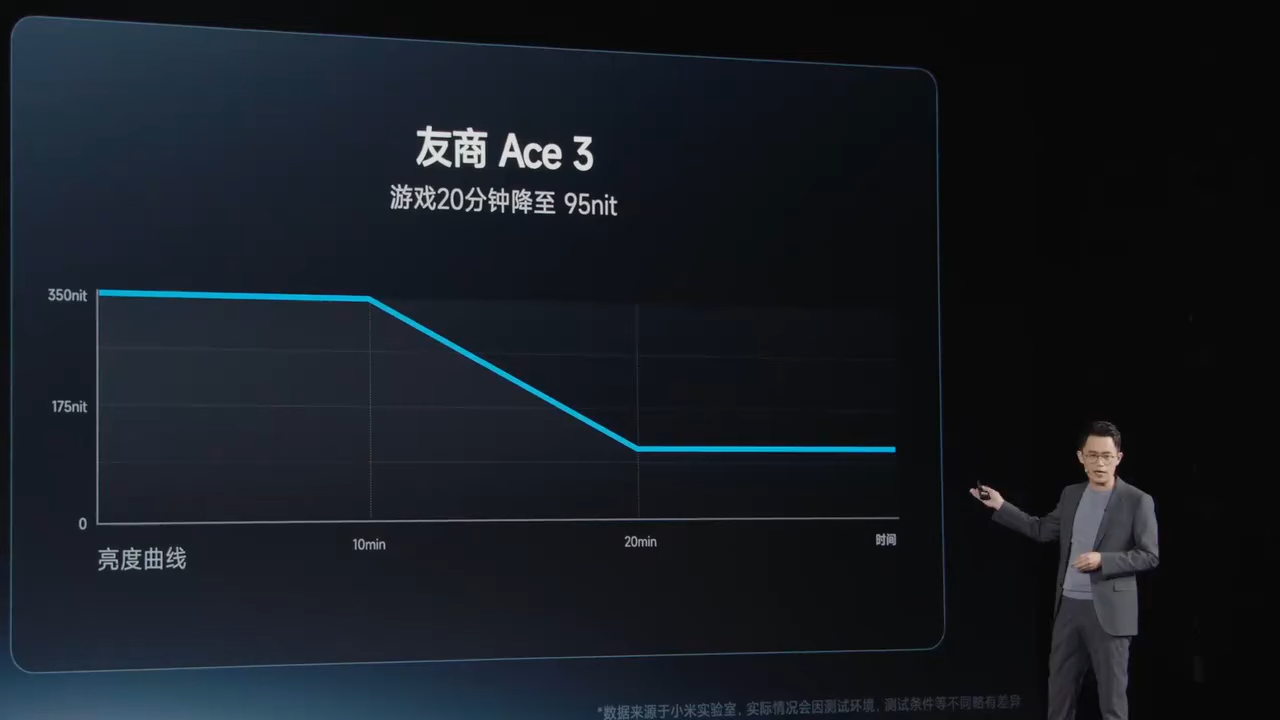 友商 Ace 3
游戏20分钟降至 95nit
350nit
175nit
0
10min
20min
时间
亮度曲线
*数据来源于小米实验室，实际情况会因测试环境，测试条件等不同略有差异